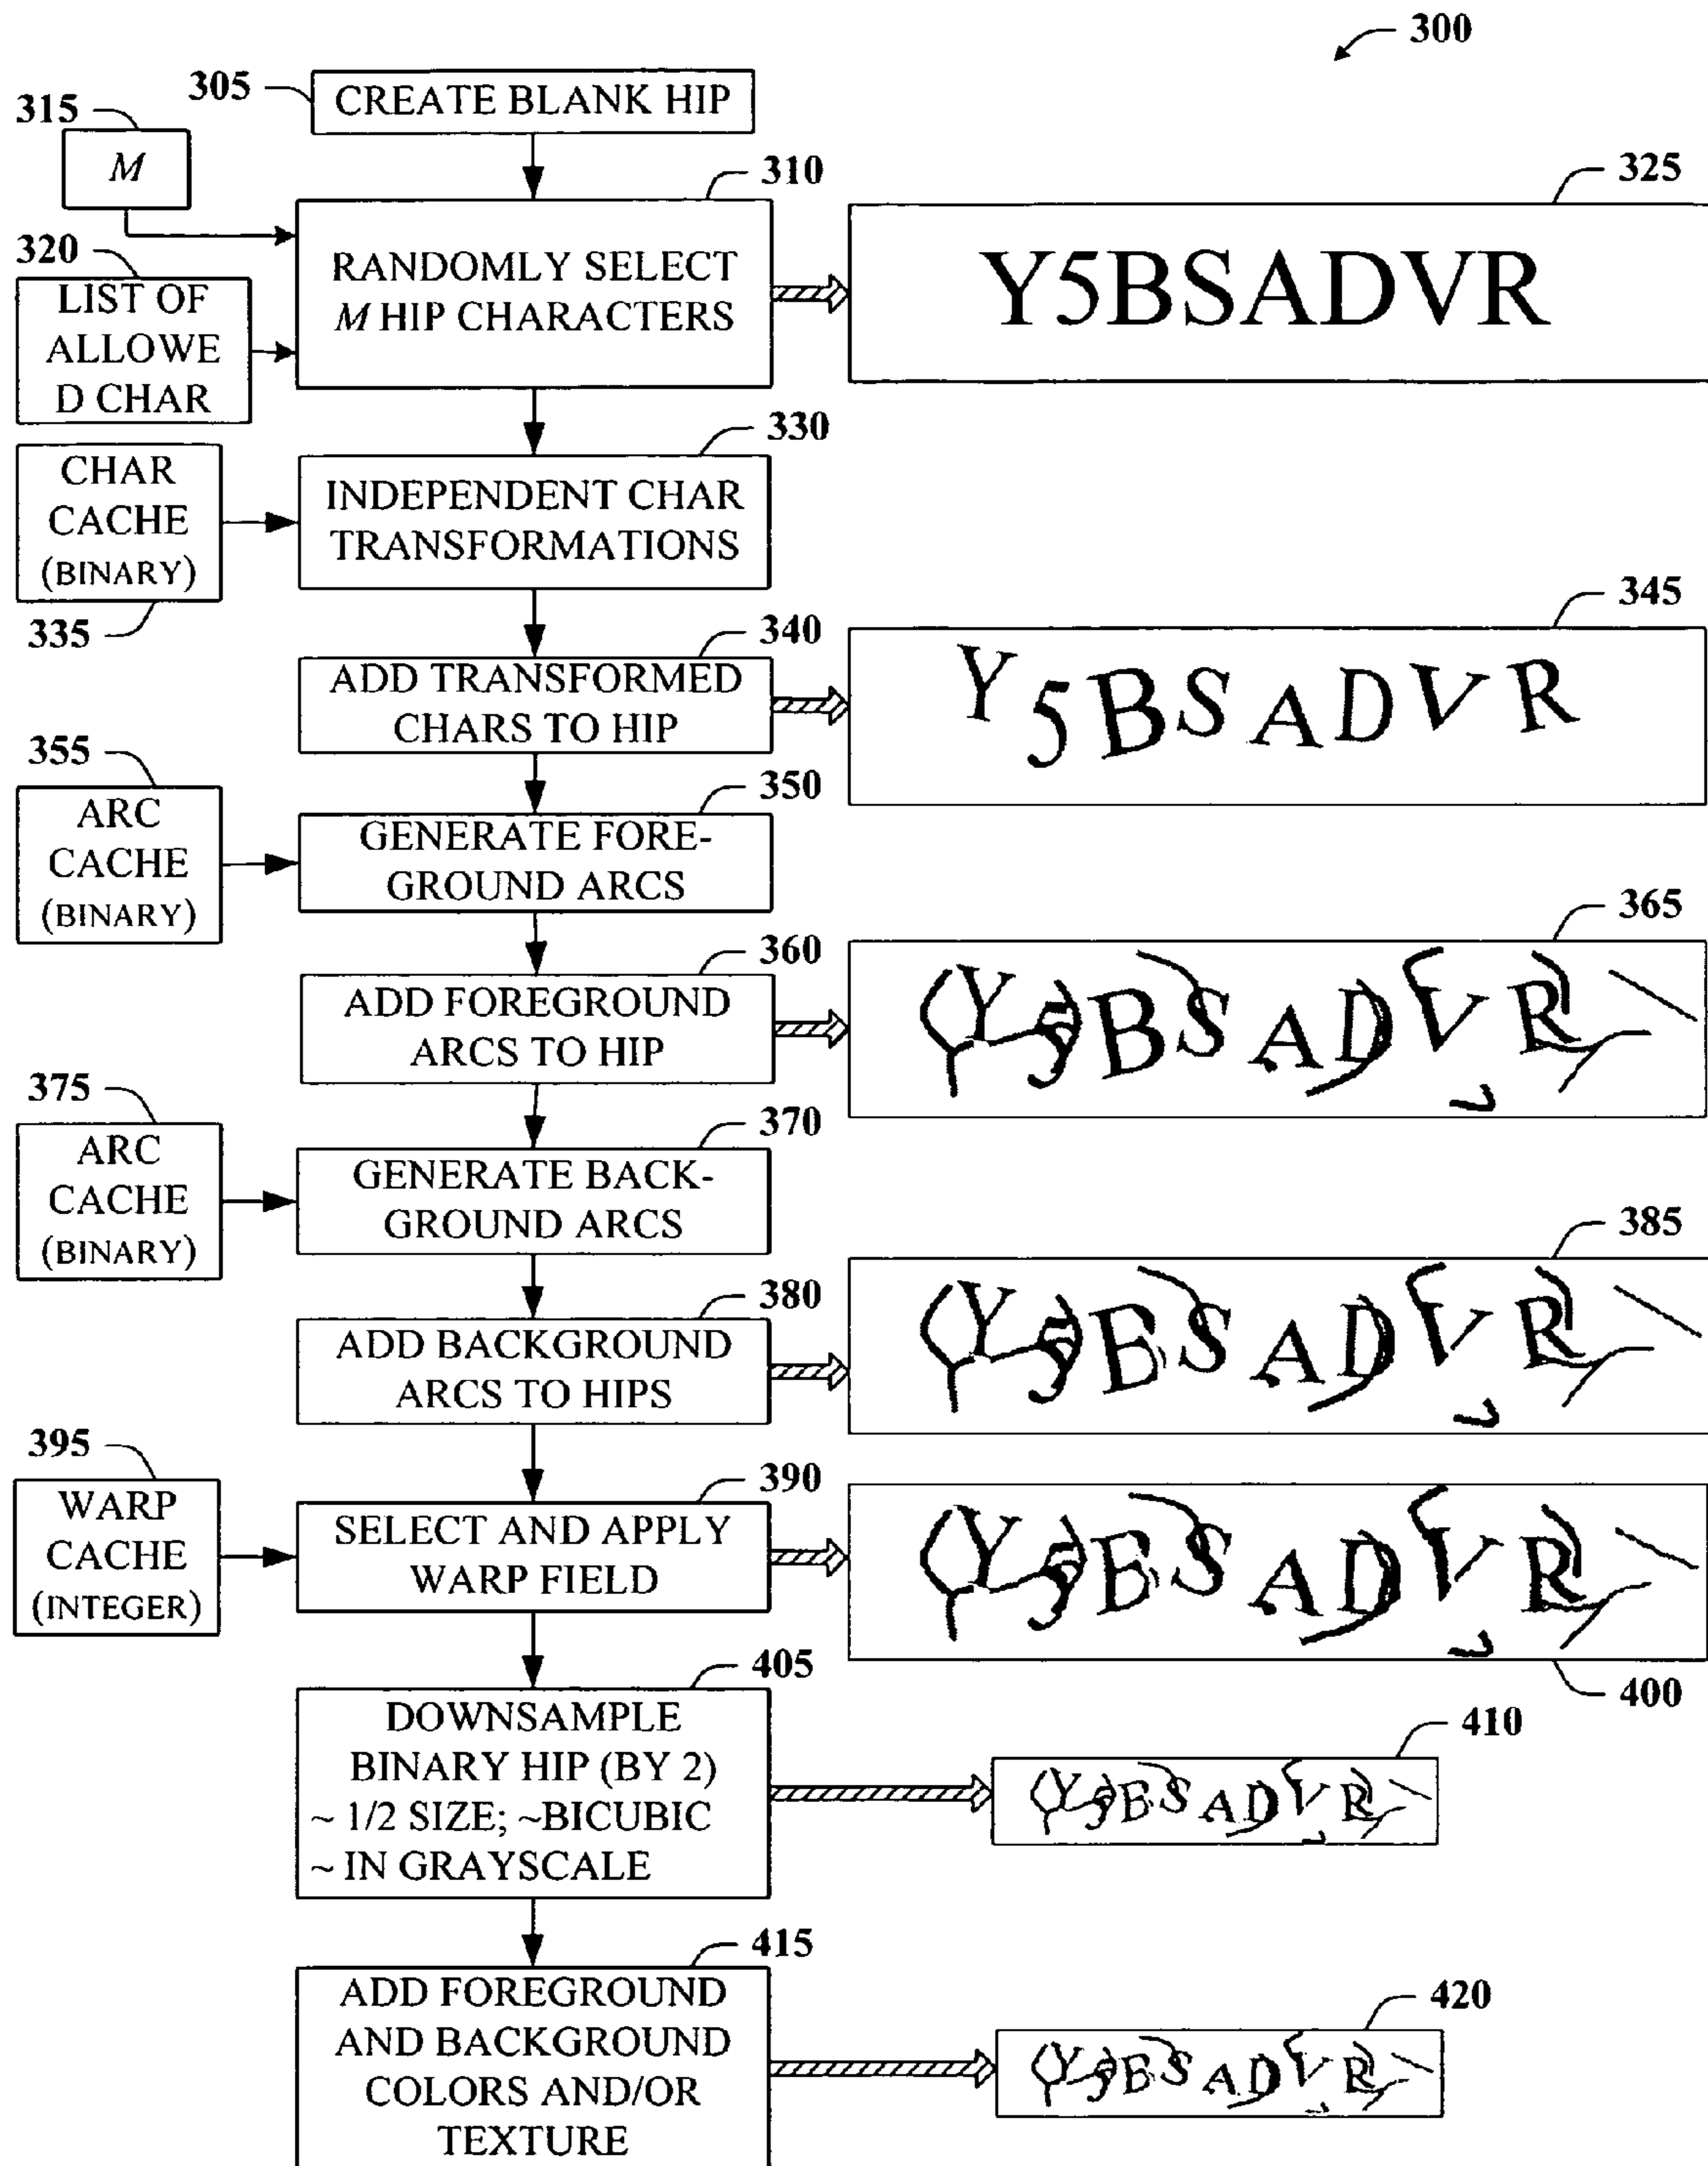 300
305
CREATE BLANK HIP
315
M
310
325
RANDOMLY SELECT
M HIP CHARACTERS
Y5BSADVR
320
LIST OF
ALLOWE
D CHAR
330
CHAR
CACHE
(BINARY)
335
INDEPENDENT CHAR
TRANSFORMATIONS
340
345
ADD TRANSFORMED
CHARS TO HIP
Y5BSADVR
355
ARC
CACHE
(BINARY)
350
GENERATE FORE-
GROUND ARCS
360
365
ADD FOREGROUND
ARCS TO HIP
Y5BSADVR
375
ARC
CACHE
(BINARY)
370
GENERATE BACK-
GROUND ARCS
380
385
ADD BACKGROUND
ARCS TO HIPS
Y5BSADVR
395
WARP
CACHE
(INTEGER)
390
SELECT AND APPLY
WARP FIELD
Y5BSADVR
400
405
410
DOWNSAMPLE
BINARY HIP (BY 2)
~ 1/2 SIZE; ~BICUBIC
~ IN GRAYSCALE
Y5BSADVR
415
420
ADD FOREGROUND
AND BACKGROUND
COLORS AND/OR
TEXTURE
Y5BSADVR